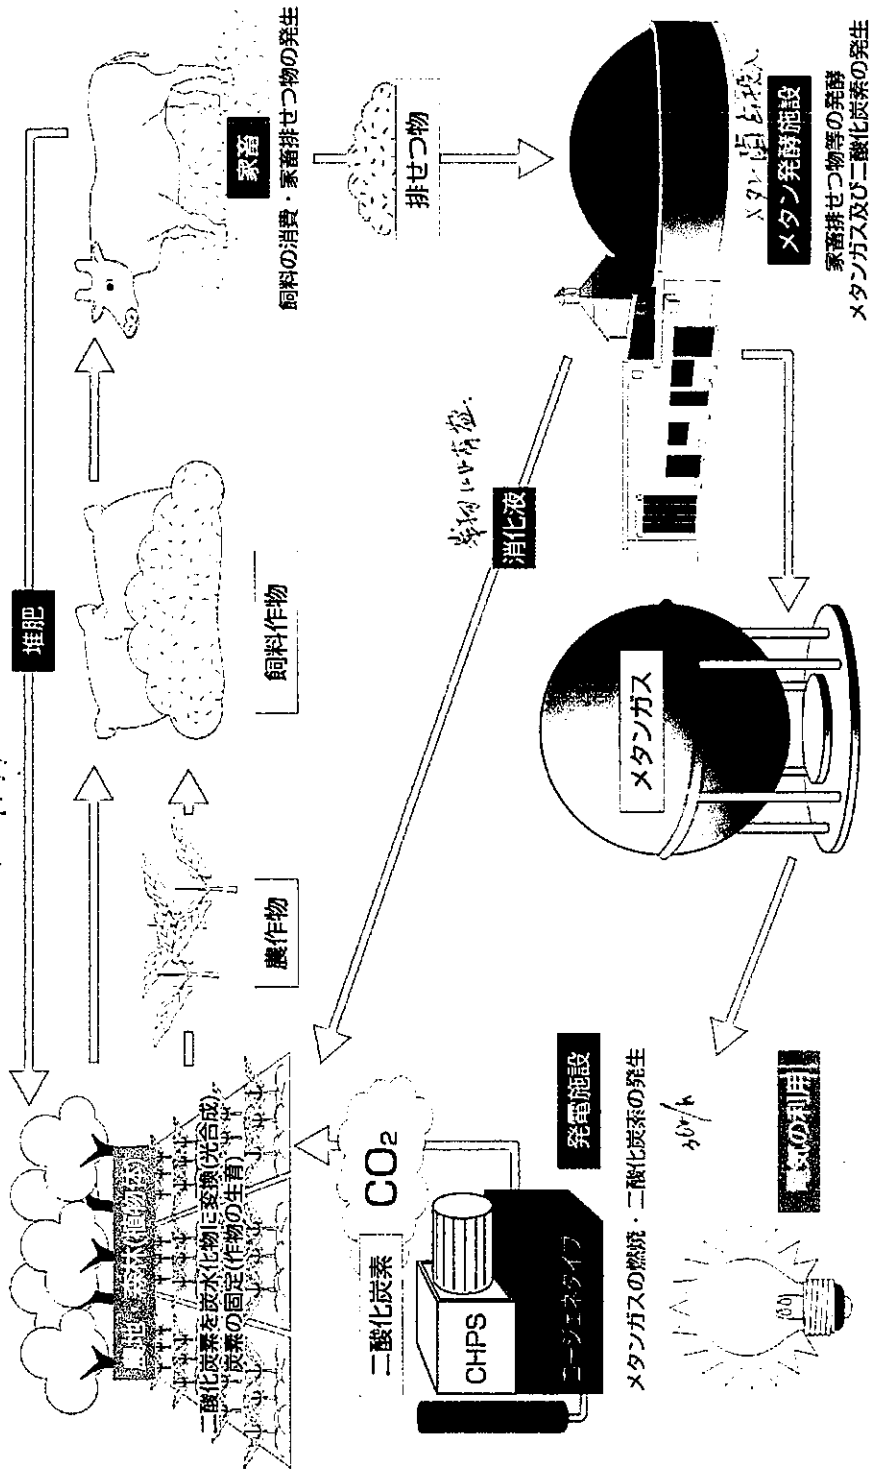 堆肥
二酸化炭素を炭水化物に変換(光合成)
炭素の固定(作物の生育)
農作物
飼料作物
家畜
飼料の消費・家畜排せつ物の発生
排せつ物
消化液
二酸化炭素
CO₂
CHPS
コージェネタイプ
発電施設
メタンガスの燃焼・二酸化炭素の発生
電気の利用
メタンガス
メタン発酵施設
家畜排せつ物等の発酵
メタンガス及び二酸化炭素の発生